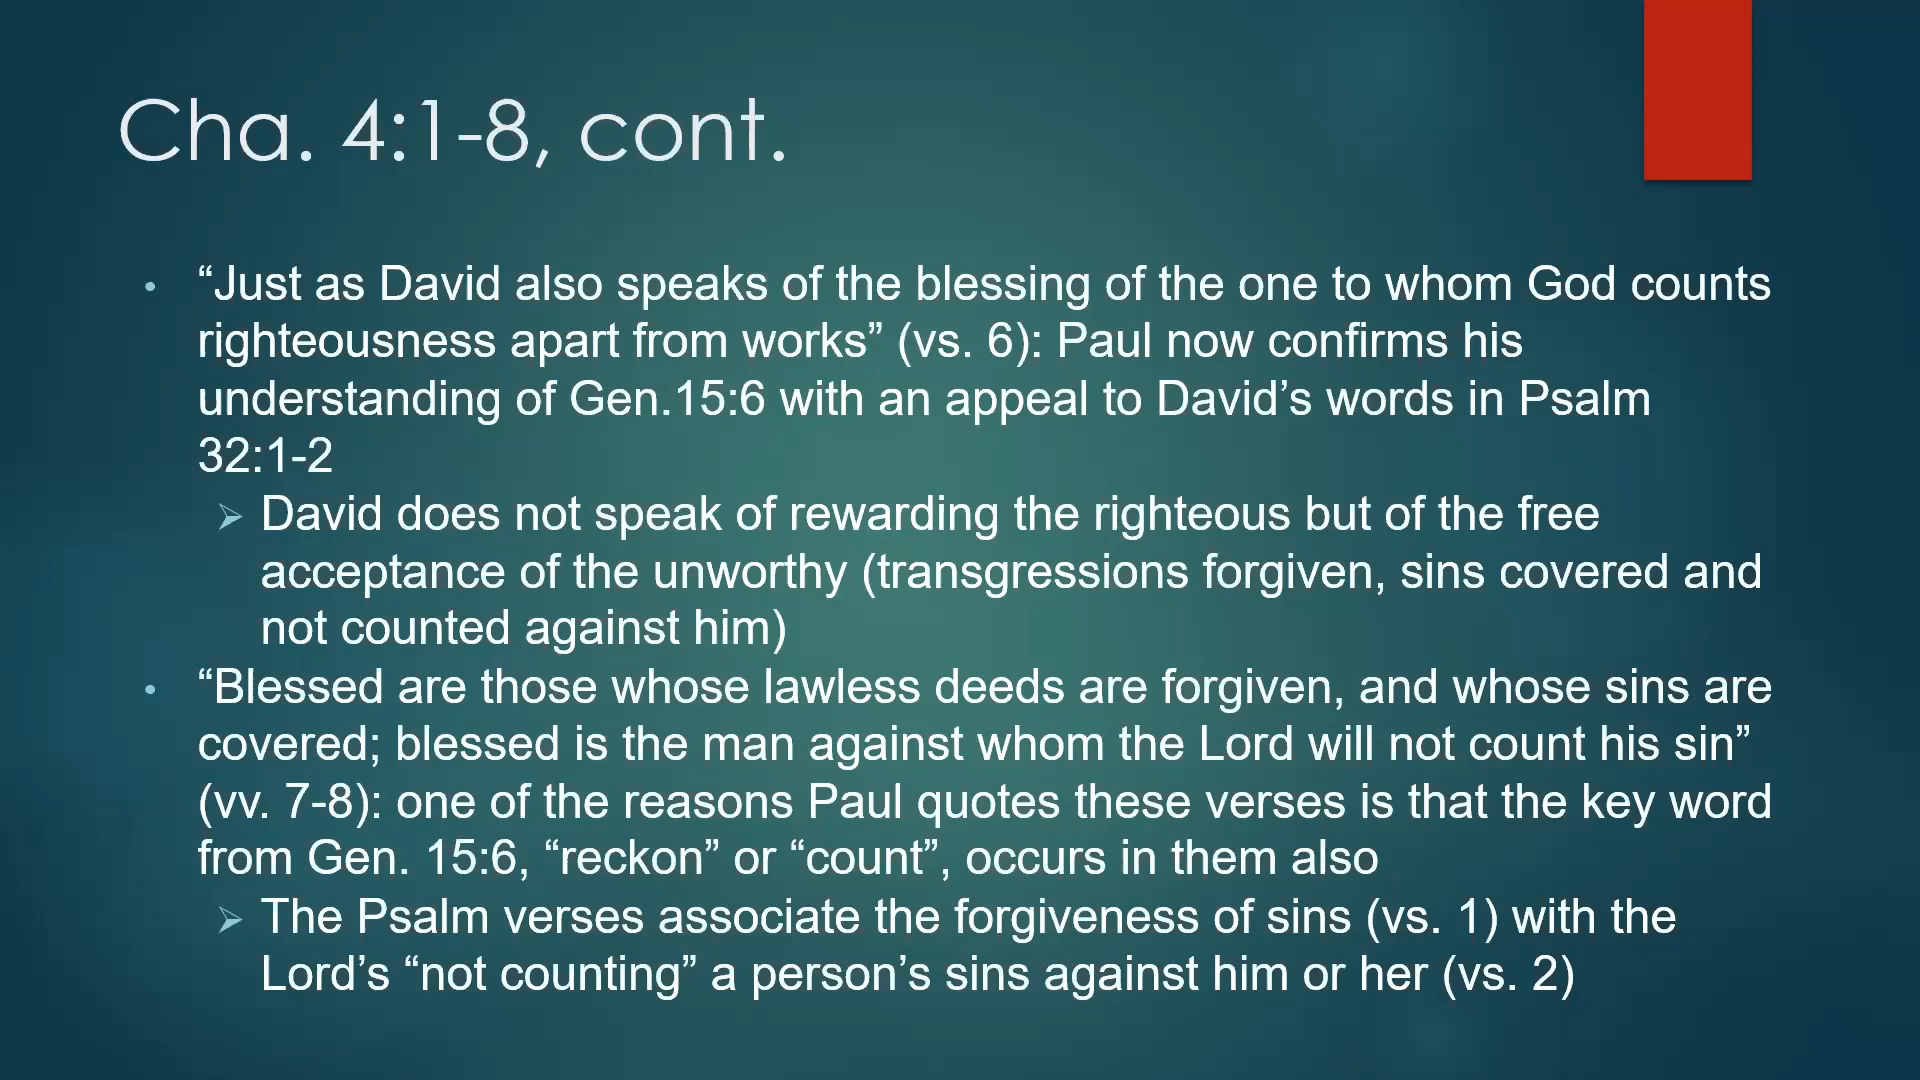 Cha. 4:1-8, cont.
• “Just as David also speaks of the blessing of the one to whom God counts
righteousness apart from works” (vs. 6): Paul now confirms his
understanding of Gen.15:6 with an appeal to David’s words in Psalm
32:1-2
➢ David does not speak of rewarding the righteous but of the free
acceptance of the unworthy (transgressions forgiven, sins covered and
not counted against him)
• “Blessed are those whose lawless deeds are forgiven, and whose sins are
covered; blessed is the man against whom the Lord will not count his sin”
(vv. 7-8): one of the reasons Paul quotes these verses is that the key word
from Gen. 15:6, “reckon” or “count”, occurs in them also
➢ The Psalm verses associate the forgiveness of sins (vs. 1) with the
Lord’s “not counting” a person’s sins against him or her (vs. 2)